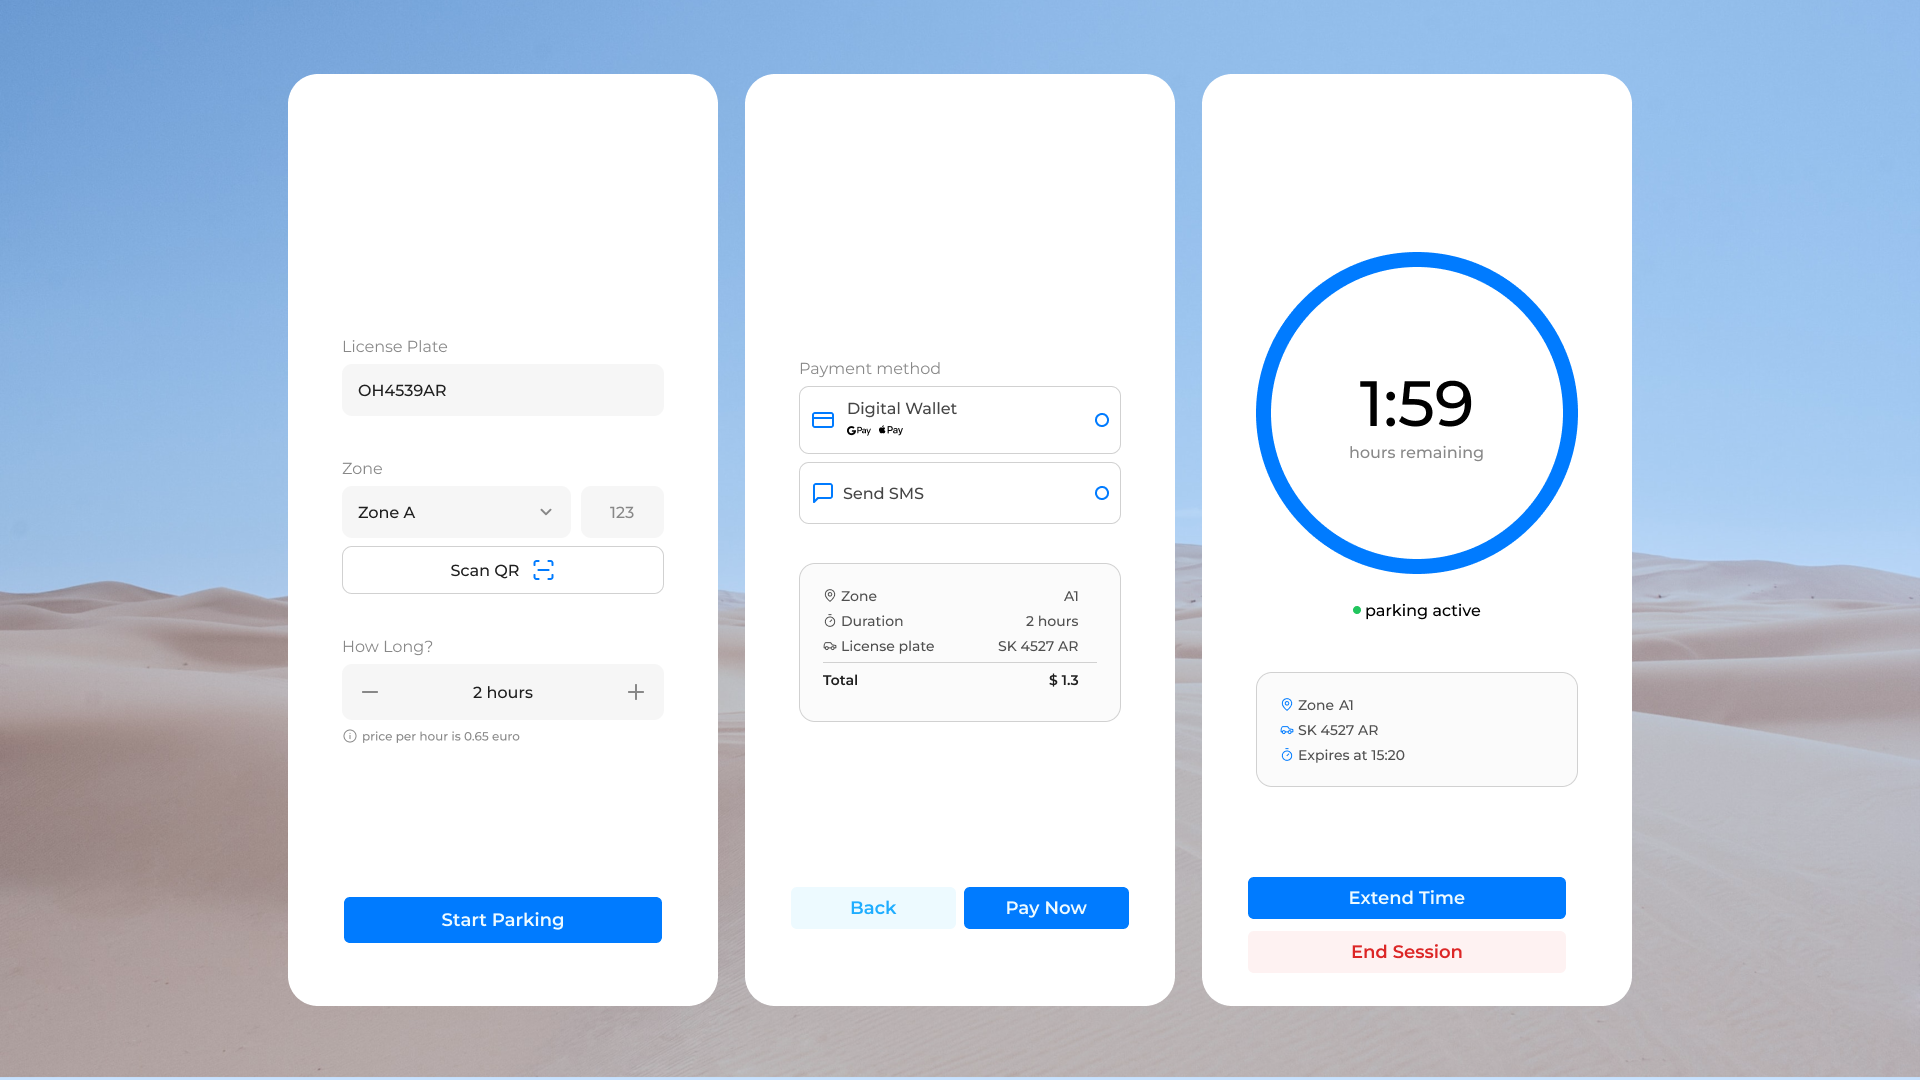 License Plate
OH4539AR
Zone
Zone A
123
Scan QR
How Long?
2 hours
price per hour is 0.65 euro
Start Parking
Payment method
Digital Wallet
G Pay Pay
Send SMS
Zone A1
Duration 2 hours
License plate SK 4527 AR
Total $ 1.3
Back
Pay Now
1:59
hours remaining
parking active
Zone A1
SK 4527 AR
Expires at 15:20
Extend Time
End Session